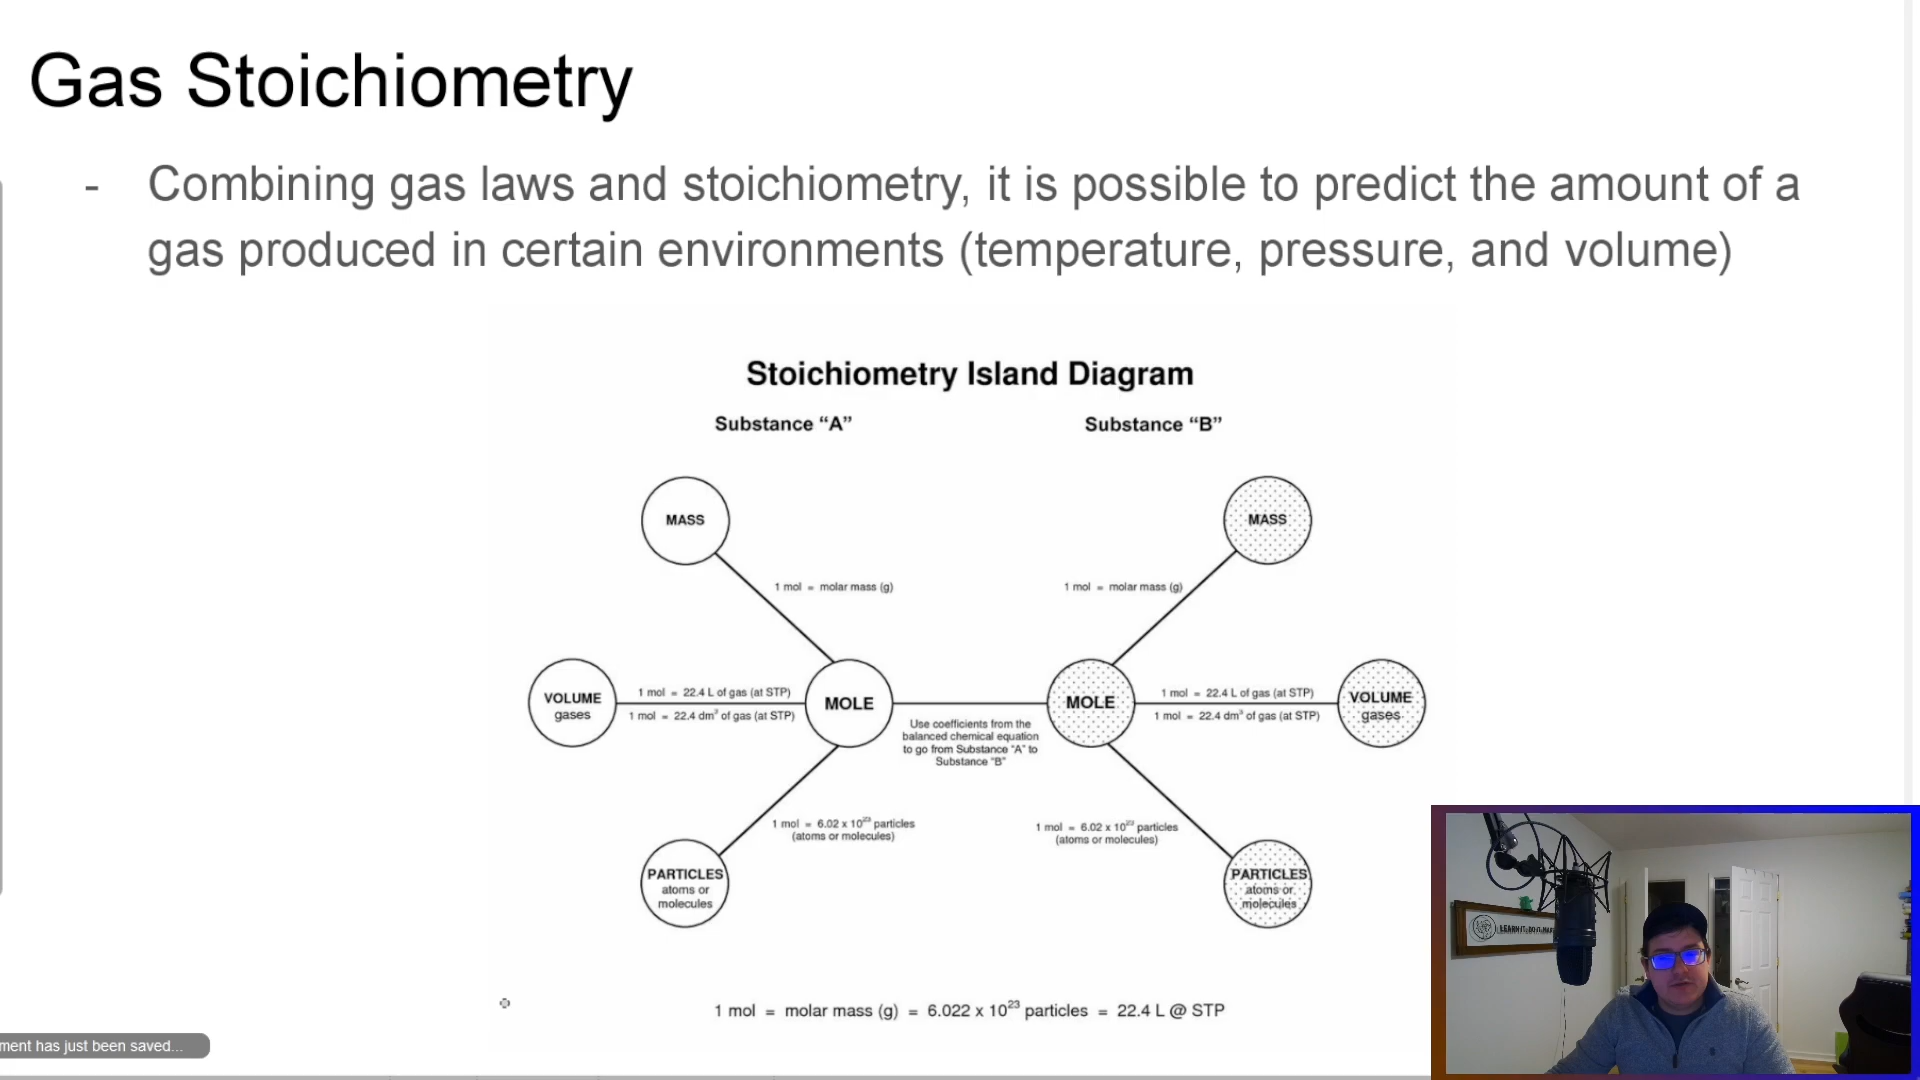 Gas Stoichiometry
- Combining gas laws and stoichiometry, it is possible to predict the amount of a
gas produced in certain environments (temperature, pressure, and volume)
Stoichiometry Island Diagram
Substance “A”
Substance “B”
MASS
MASS
1 mol = molar mass (g)
1 mol = molar mass (g)
VOLUME
gases
1 mol = 22.4 L of gas (at STP)
1 mol = 22.4 dm³ of gas (at STP)
MOLE
Use coefficients from the
balanced chemical equation
to go from Substance "A" to
Substance "B"
MOLE
1 mol = 22.4 L of gas (at STP)
1 mol = 22.4 dm³ of gas (at STP)
VOLUME
gases
1 mol = 6.02 x 10²³ particles
(atoms or molecules)
1 mol = 6.02 x 10²³ particles
(atoms or molecules)
PARTICLES
atoms or
molecules
PARTICLES
atoms or
molecules
1 mol = molar mass (g) = 6.022 x 10²³ particles = 22.4 L @ STP
ment has just been saved...
LEARN IT. DO IT.